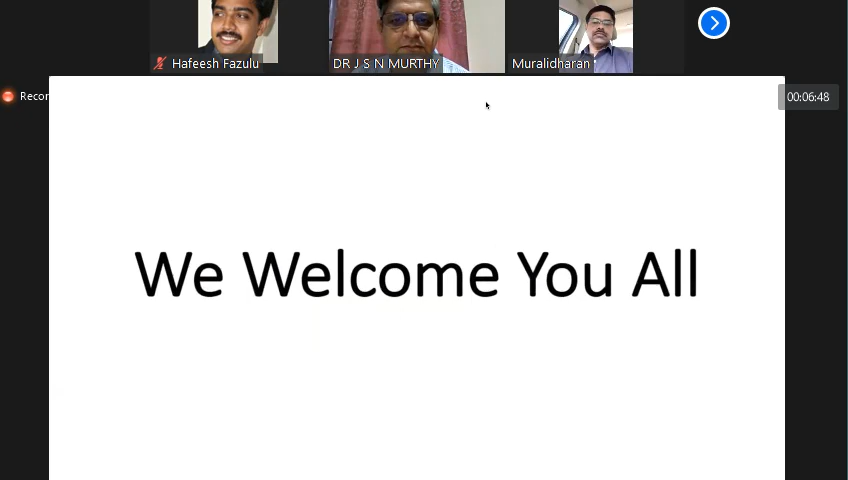 Hafeesh Fazulu
DR J S N MURTHY
Muralidharan
Recor
00:06:48
We Welcome You All